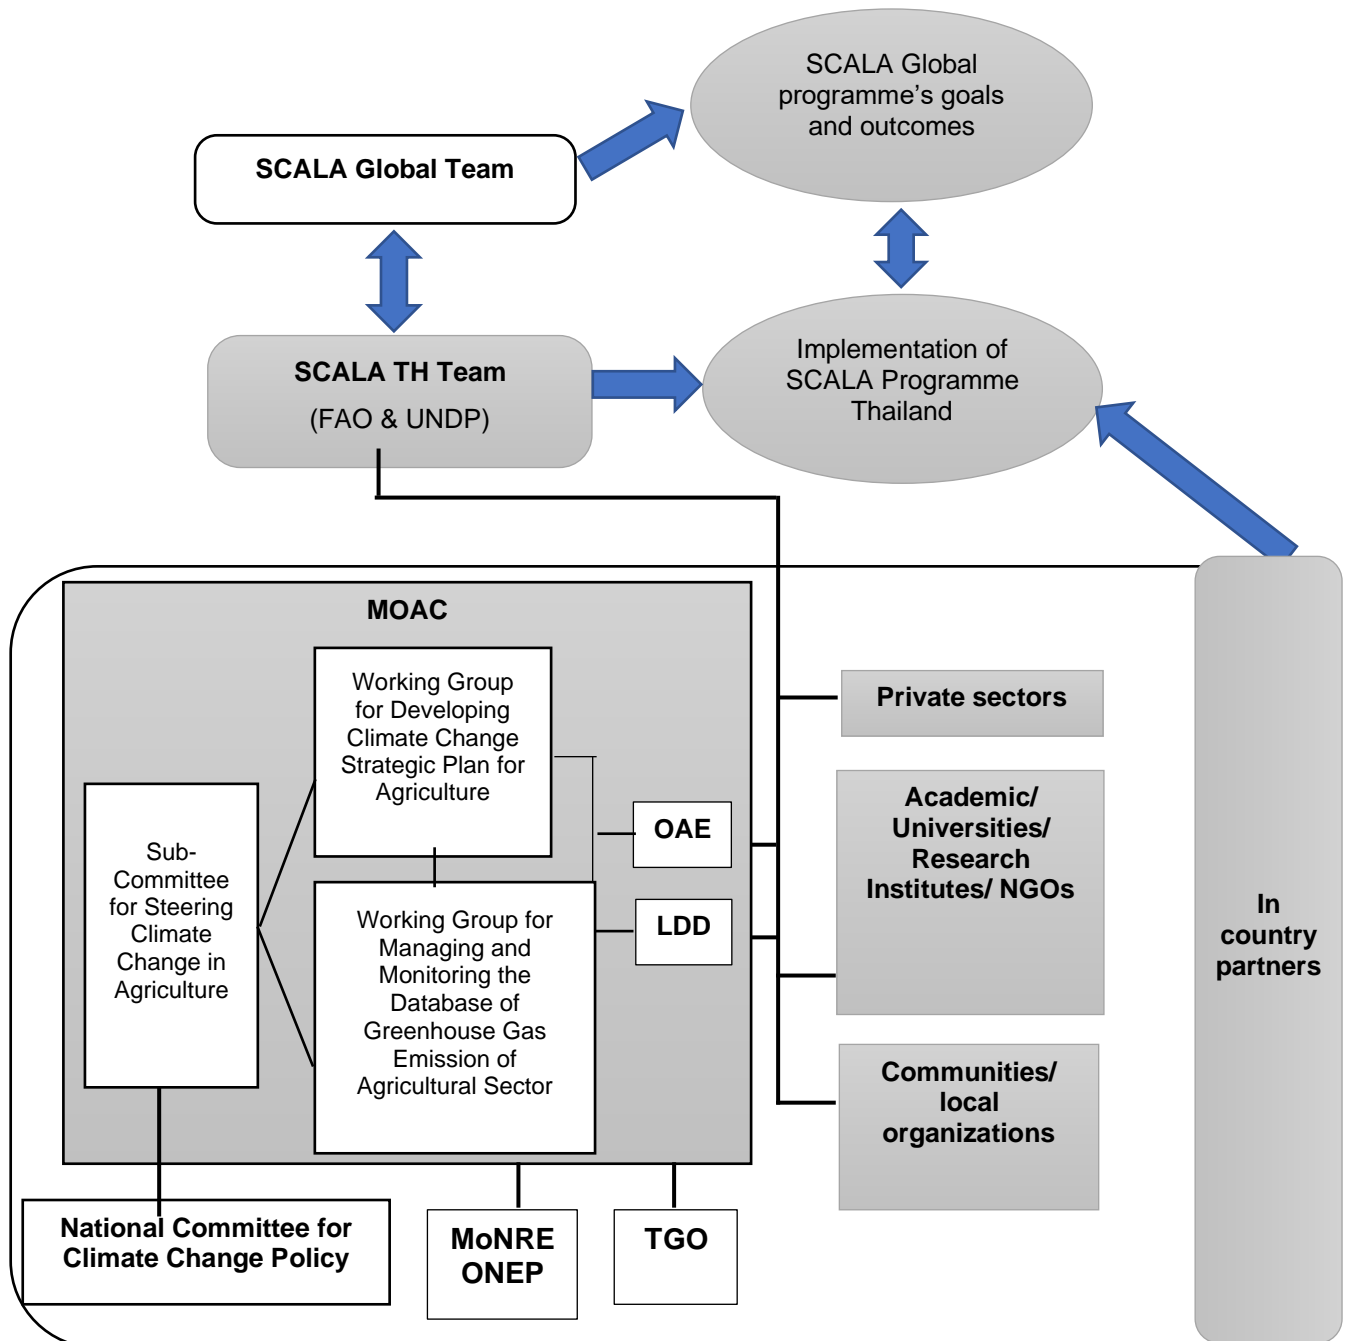 SCALA Global
programme's goals
and outcomes
SCALA Global Team
SCALA TH Team
(FAO & UNDP)
Implementation of
SCALA Programme
Thailand
MOAC
Working Group
for Developing
Climate Change
Strategic Plan for
Agriculture
Sub-
Committee
for Steering
Climate
Change in
Agriculture
Working Group for
Managing and
Monitoring the
Database of
Greenhouse Gas
Emission of
Agricultural Sector
OAE
LDD
Private sectors
Academic/
Universities/
Research
Institutes/ NGOs
Communities/
local
organizations
In
country
partners
National Committee for
Climate Change Policy
MoNRE
ONEP
TGO